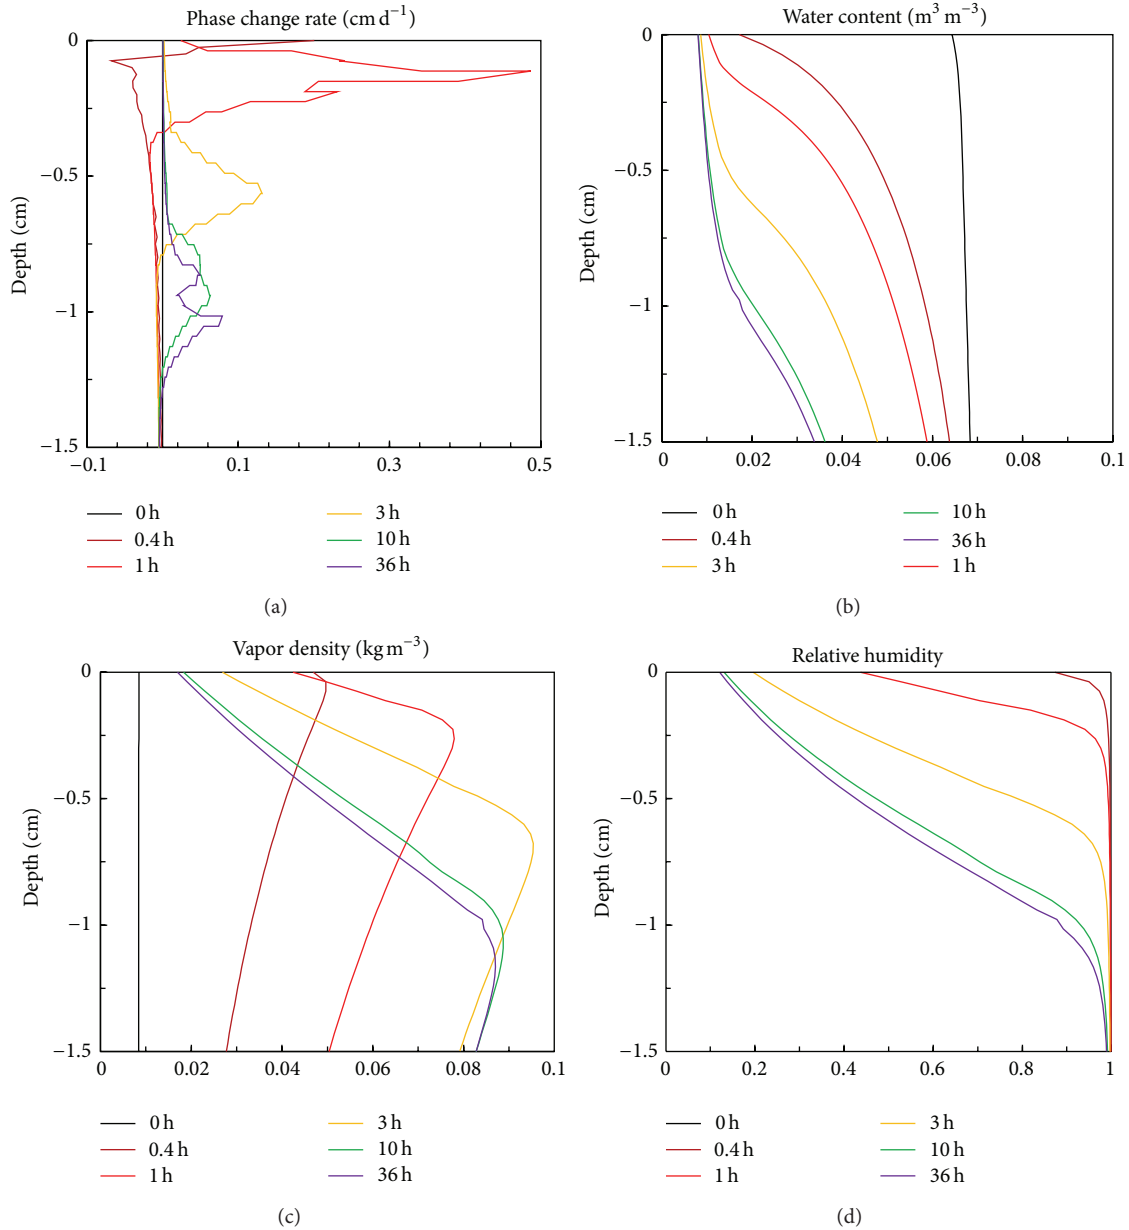 Phase change rate (cm d−1)
0
−0.5
−1
−1.5
Depth (cm)
−0.1 0.1 0.3 0.5
0 h
0.4 h
1 h
3 h
10 h
36 h
(a)
Water content (m3 m−3)
0
−0.5
−1
−1.5
Depth (cm)
0 0.02 0.04 0.06 0.08 0.1
0 h
0.4 h
3 h
10 h
36 h
1 h
(b)
Vapor density (kg m−3)
0
−0.5
−1
−1.5
Depth (cm)
0 0.02 0.04 0.06 0.08 0.1
0 h
0.4 h
1 h
3 h
10 h
36 h
(c)
Relative humidity
0
−0.5
−1
−1.5
Depth (cm)
0 0.2 0.4 0.6 0.8 1
0 h
0.4 h
1 h
3 h
10 h
36 h
(d)